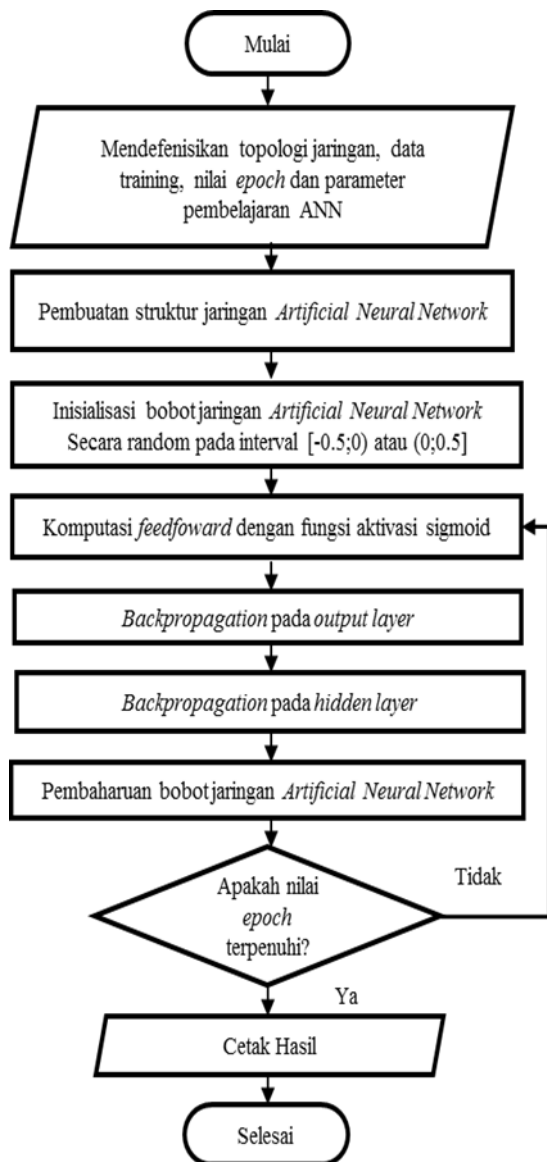 Mulai
Mendefenisikan topologi jaringan, data
training, nilai epoch dan parameter
pembelajaran ANN
Pembuatan struktur jaringan Artificial Neural Network
Inisialisasi bobot jaringan Artificial Neural Network
Secara random pada interval [-0.5;0) atau (0;0.5]
Komputasi feedfoward dengan fungsi aktivasi sigmoid
Backpropagation pada output layer
Backpropagation pada hidden layer
Pembaharuan bobot jaringan Artificial Neural Network
Apakah nilai
epoch
terpenuhi?
Tidak
Ya
Cetak Hasil
Selesai